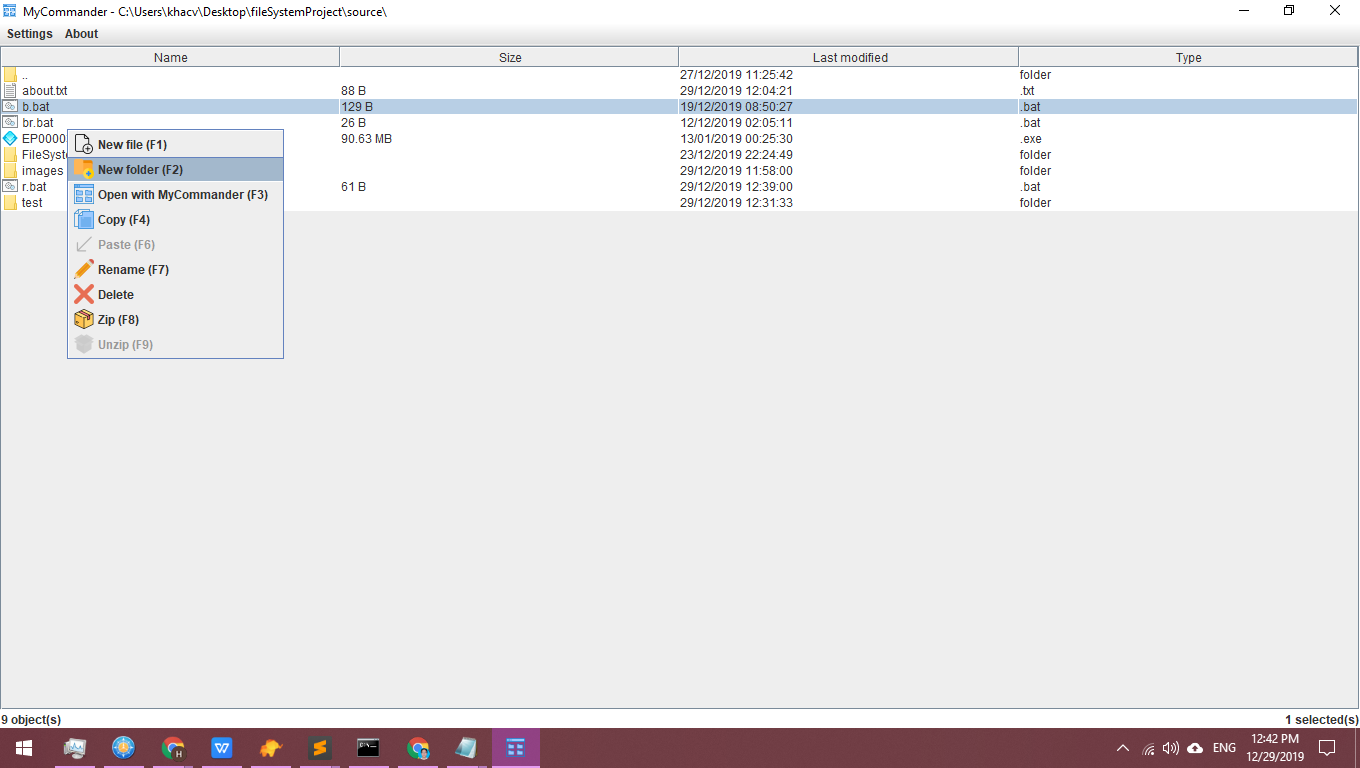 MyCommander - C:\Users\khacv\Desktop\fileSystemProject\source\
Settings About
Name Size Last modified Type
.. 27/12/2019 11:25:42 folder
about.txt 88 B 29/12/2019 12:04:21 .txt
b.bat 129 B 19/12/2019 08:50:27 .bat
br.bat 26 B 12/12/2019 02:05:11 .bat
EP0000 90.63 MB 13/01/2019 00:25:30 .exe
FileSyst 23/12/2019 22:24:49 folder
images 29/12/2019 11:58:00 folder
r.bat 61 B 29/12/2019 12:39:00 .bat
test 29/12/2019 12:31:33 folder
New file (F1)
New folder (F2)
Open with MyCommander (F3)
Copy (F4)
Paste (F6)
Rename (F7)
Delete
Zip (F8)
Unzip (F9)
9 object(s) 1 selected(s)
ENG
12:42 PM
12/29/2019